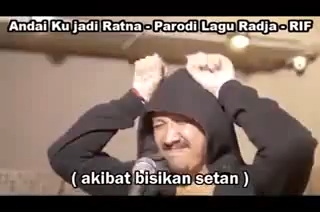 Andai Ku jadi Ratna - Parodi Lagu Radja - RIF
( akibat bisikan setan )